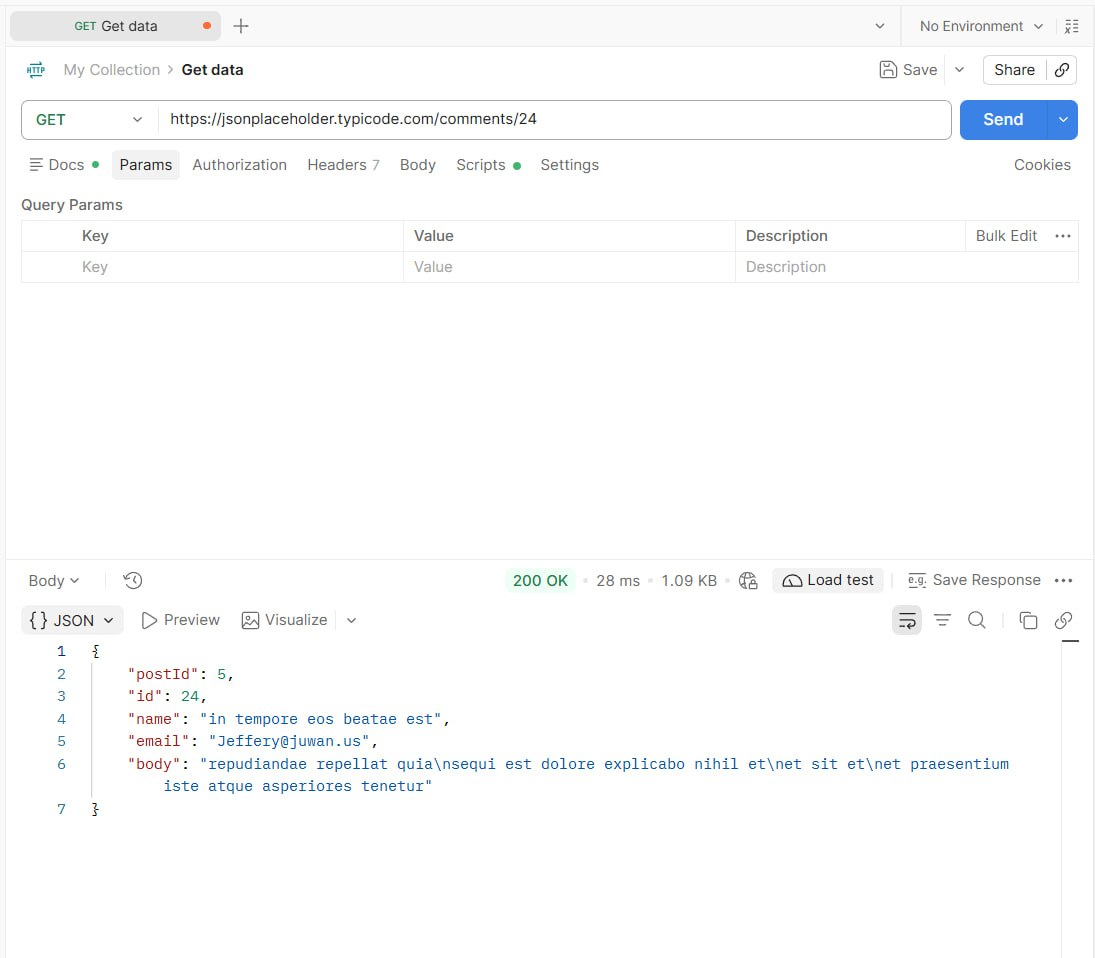 GET Get data
No Environment
HTTP My Collection > Get data Save Share
GET https://jsonplaceholder.typicode.com/comments/24 Send
Docs Params Authorization Headers 7 Body Scripts Settings Cookies
Query Params
Key Value Description Bulk Edit
Key Value Description
Body 200 OK 28 ms 1.09 KB Load test e.g. Save Response
{} JSON Preview Visualize
1 {
2 "postId": 5,
3 "id": 24,
4 "name": "in tempore eos beatae est",
5 "email": "Jeffery@juwan.us",
6 "body": "repudiandae repellat quia\nsequi est dolore explicabo nihil et\net sit et\net praesentium
iste atque asperiores tenetur"
7 }